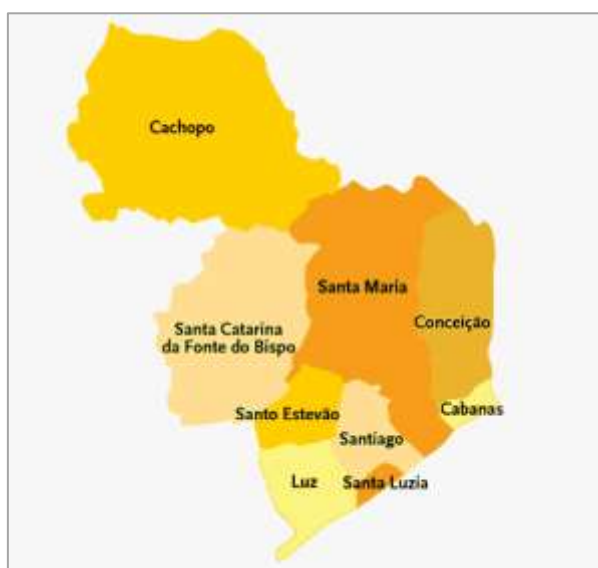 Cachopo
Santa Maria
Conceição
Santa Catarina
da Fonte do Bispo
Cabanas
Santo Estevão
Santiago
Luz
Santa Luzia